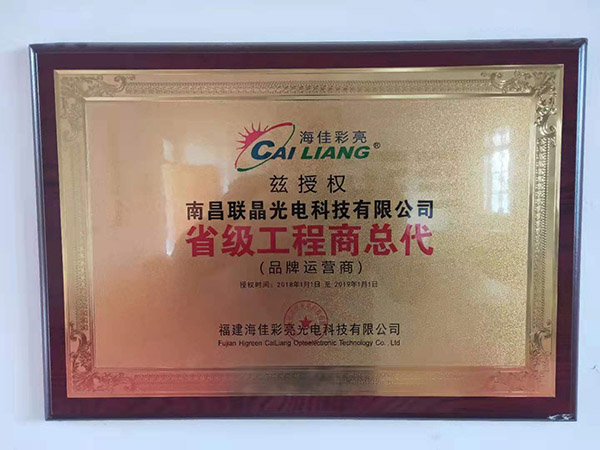 海佳彩亮
CAI LIANG®
兹授权
南昌联晶光电科技有限公司
省级工程商总代
(品牌运营商)
授权时间：2018年1月1日 至 2019年1月1日
福建海佳彩亮光电科技有限公司
Fujian Higreen CaiLiang Optoelectronic Technology Co. ,Ltd